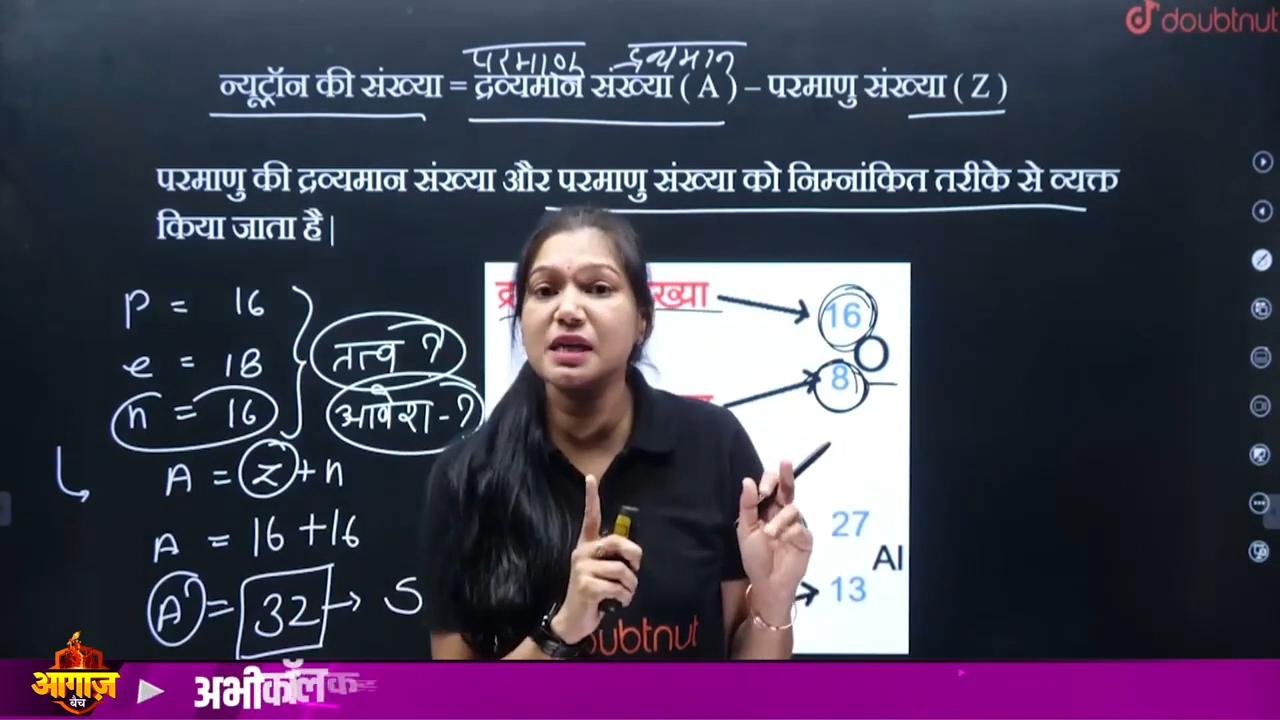 doubtnut
परमाणु द्रव्यमान
न्यूट्रॉन की संख्या = द्रव्यमान संख्या ( A ) – परमाणु संख्या ( Z )
परमाणु की द्रव्यमान संख्या और परमाणु संख्या को निम्नांकित तरीके से व्यक्त
किया जाता है |
P = 16
e = 18
n = 16
तत्व ?
आवेश - ?
A = Z + n
A = 16 + 16
A = 32 → S
ख्या → 16
O
8
27
Al
13
doubtnut
आगाज़
बैच
अभी कॉल क